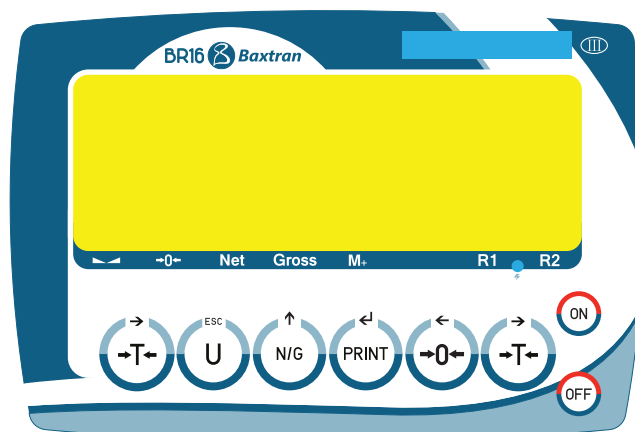 BR16 Baxtran III
→0← Net Gross M+ R1 R2
→ ESC ↑ ↵ ← →
→T← U N/G PRINT →0← →T←
ON
OFF